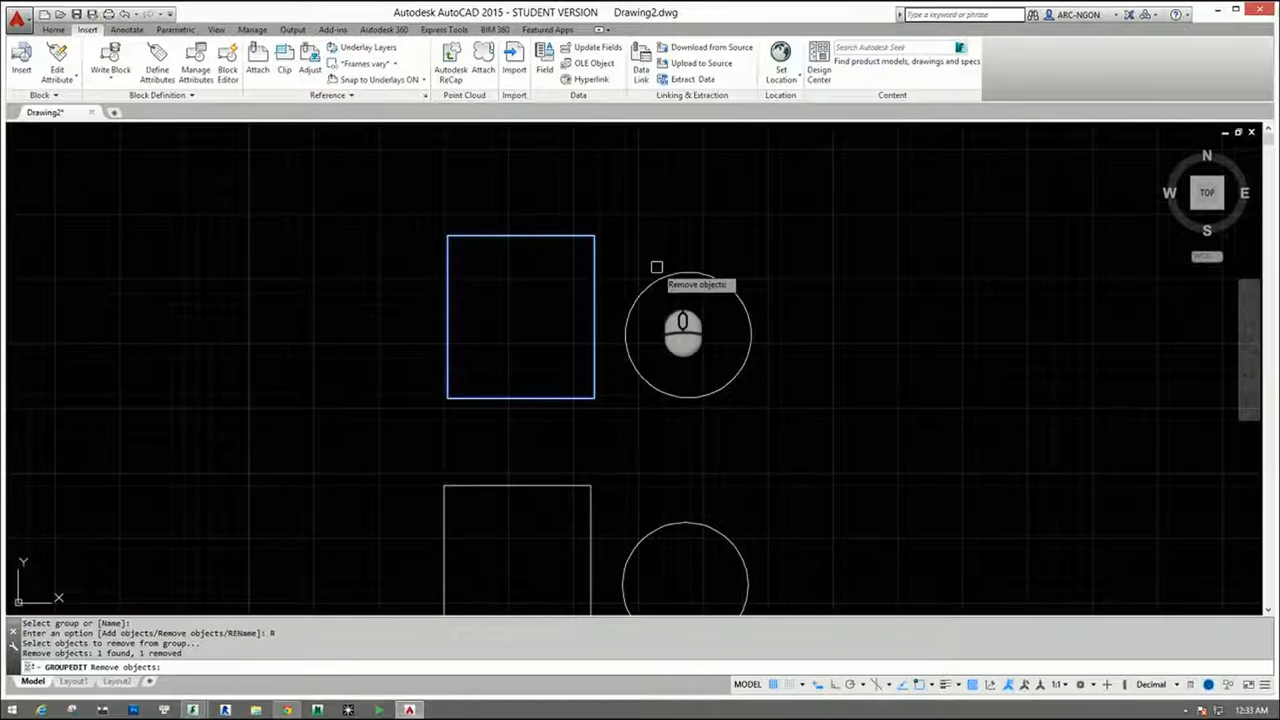 Autodesk AutoCAD 2015 - STUDENT VERSION Drawing2.dwg
Type a keyword or phrase
ARC-NGON
Home Insert Annotate Parametric View Manage Output Add-ins Autodesk 360 Express Tools BIM 360 Featured Apps
Insert
Edit Attribute
Write Block
Define Attributes
Manage Attributes
Block Editor
Attach
Clip
Adjust
Underlay Layers
*Frames vary*
Snap to Underlays ON
Autodesk ReCap
Attach
Import
Field
Update Fields
OLE Object
Hyperlink
Data Link
Download from Source
Upload to Source
Extract Data
Set Location
Design Center
Search Autodesk Seek
Find product models, drawings and specs
Block Block Definition Reference Point Cloud Import Data Linking & Extraction Location Content
Drawing2*
N
W TOP E
S
Remove objects:
Y
X
Select group or [Name]:
Enter an option [Add objects/Remove objects/REName]: R
Select objects to remove from group...
Remove objects: 1 found, 1 removed
GROUPEDIT Remove objects:
Model Layout1 Layout2
MODEL 1:1 Decimal
12:33 AM